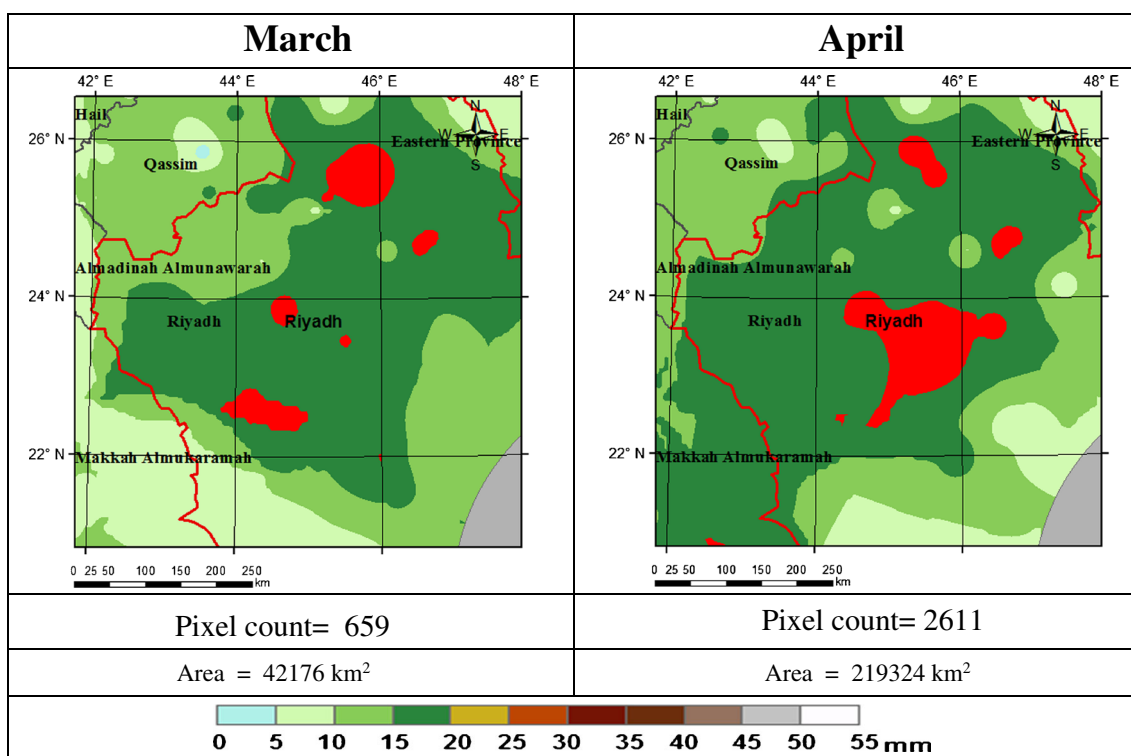 March
April
42° E 44° E 46° E 48° E
42° E 44° E 46° E 48° E
N
W E
S
N
W E
S
Hail
26° N
Eastern Province
Qassim
Almadinah Almunawarah
24° N
Riyadh
Riyadh
22° N
Makkah Almukaramah
0 25 50 100 150 200 250
km
Hail
26° N
Eastern Province
Qassim
Almadinah Almunawarah
24° N
Riyadh
Riyadh
22° N
Makkah Almukaramah
0 25 50 100 150 200 250
km
Pixel count= 659
Pixel count= 2611
Area = 42176 km²
Area = 219324 km²
0 5 10 15 20 25 30 35 40 45 50 55 mm